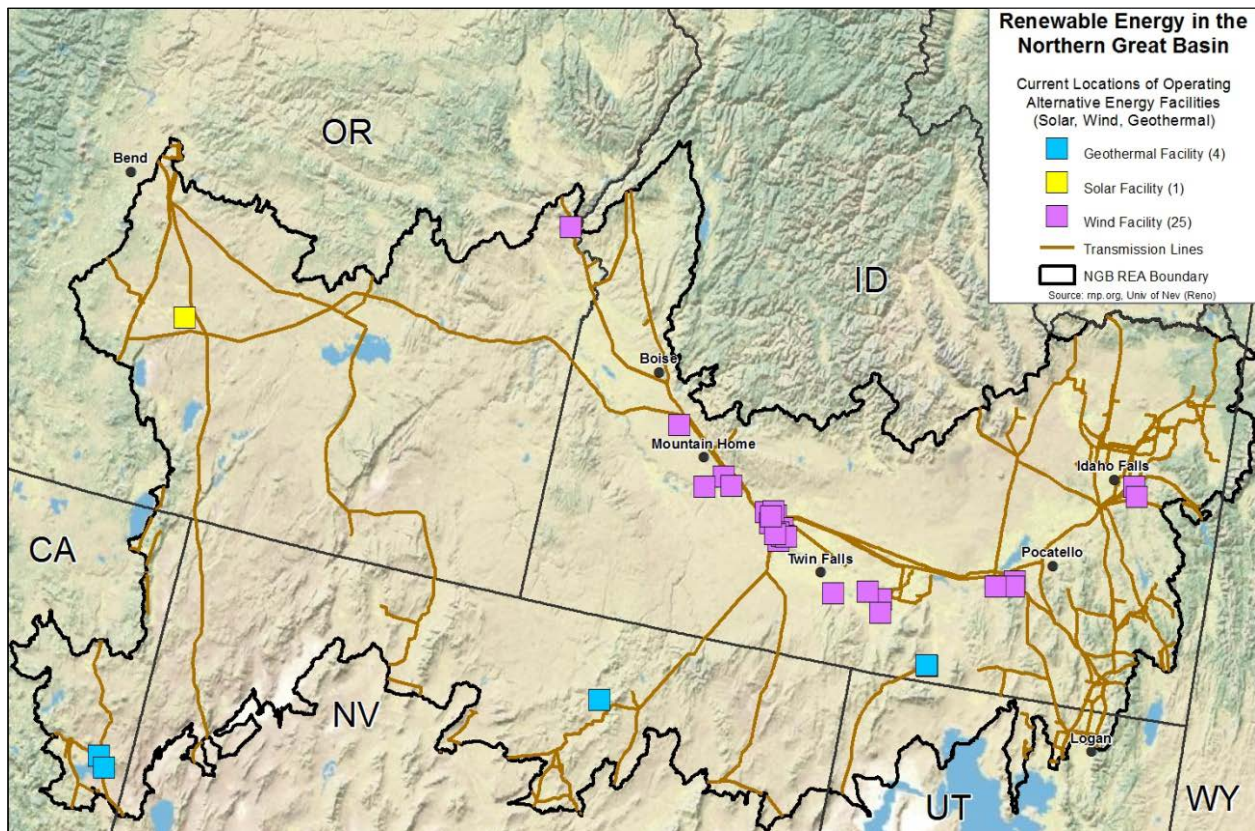 Renewable Energy in the
Northern Great Basin
Current Locations of Operating
Alternative Energy Facilities
(Solar, Wind, Geothermal)
Geothermal Facility (4)
Solar Facility (1)
Wind Facility (25)
Transmission Lines
NGB REA Boundary
Source: rnp.org, Univ of Nev (Reno)
OR
Bend
ID
Boise
Mountain Home
Idaho Falls
CA
Twin Falls
Pocatello
NV
Logan
UT
WY